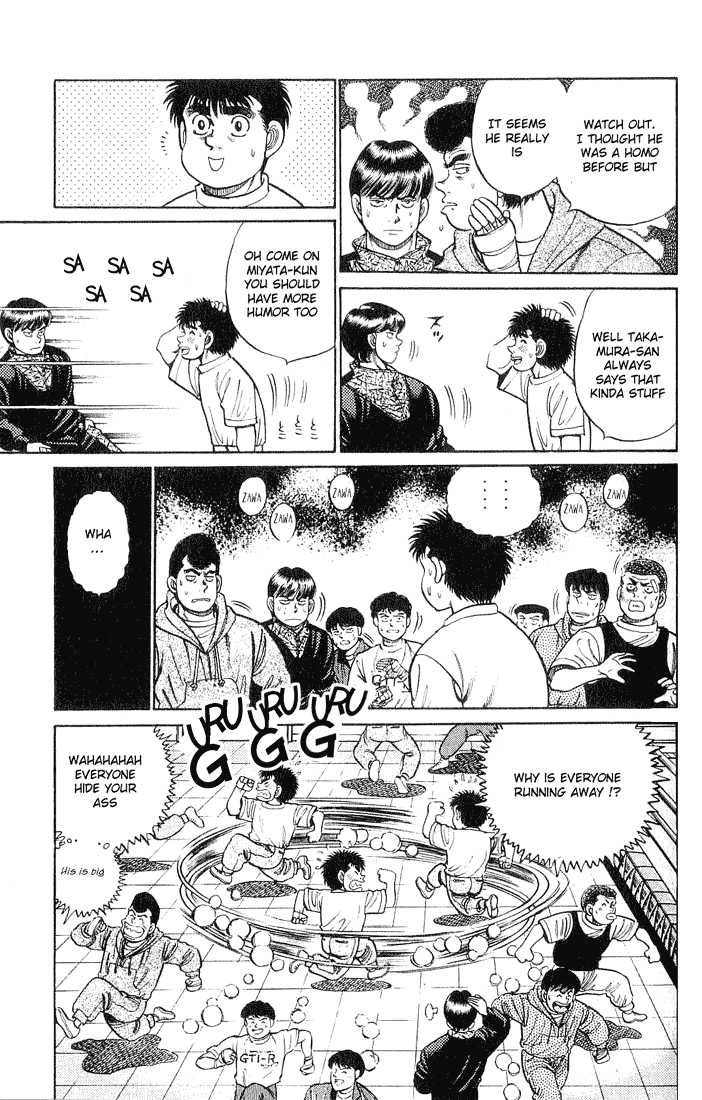 WATCH OUT.
I THOUGHT HE
WAS A HOMO
BEFORE BUT
IT SEEMS
HE REALLY
IS
WELL TAKA-
MURA-SAN
ALWAYS
SAYS THAT
KINDA STUFF
OH COME ON
MIYATA-KUN
YOU SHOULD
HAVE MORE
HUMOR TOO
SA SA SA
SA SA
....
ZAWA
ZAWA
ZAWA
ZAWA
ZAWA
WHA
...
WHY IS EVERYONE
RUNNING AWAY !?
URU URU URU
G G G
WAHAHAHAH
EVERYONE
HIDE YOUR
ASS
His is big
GTI-R